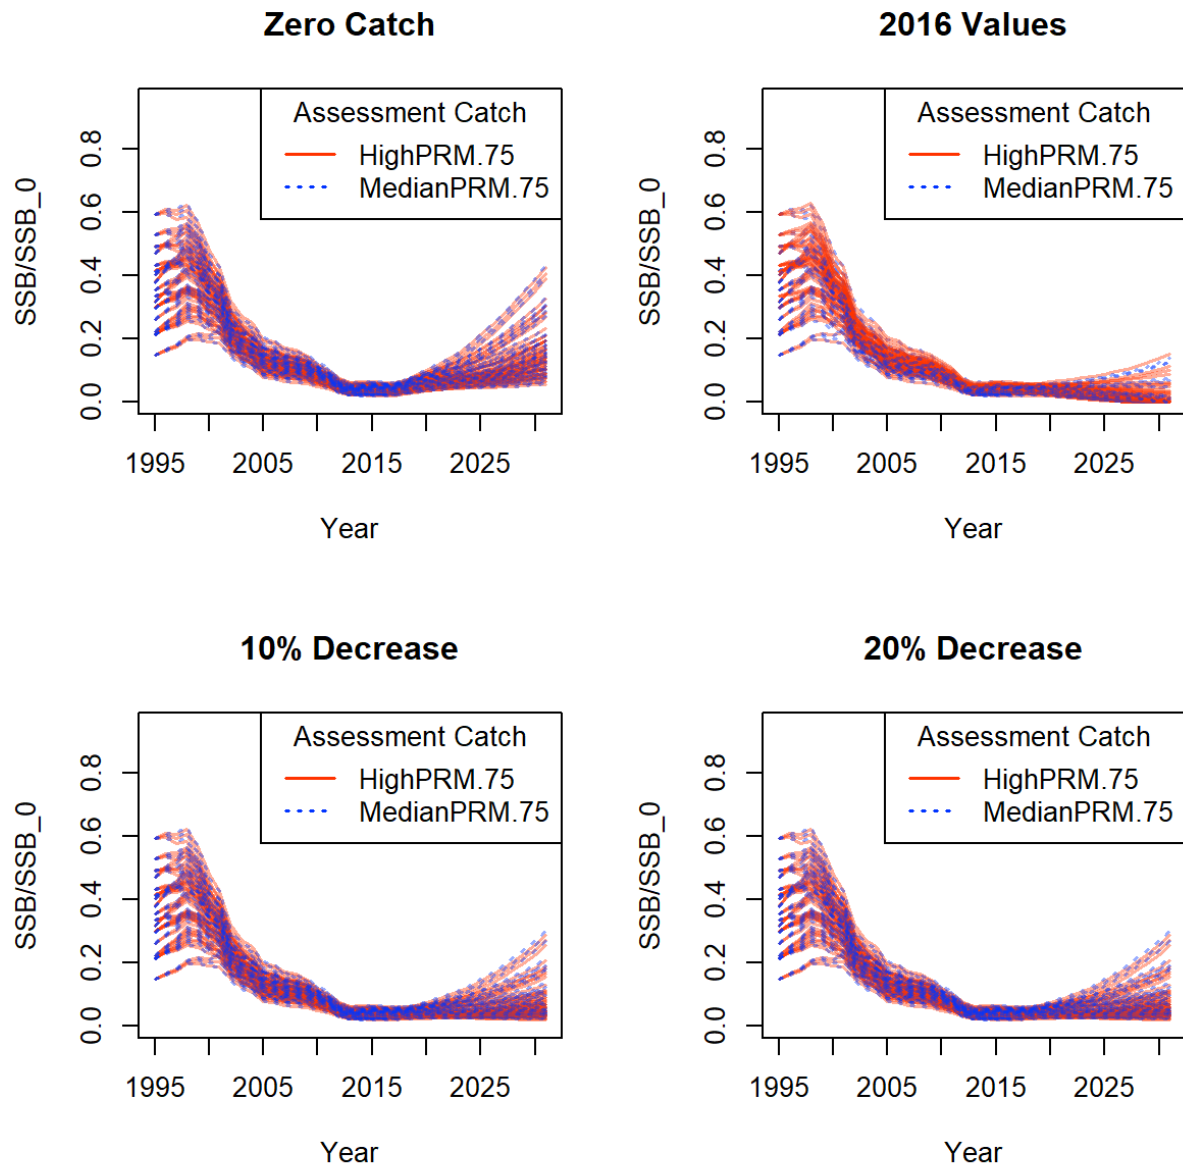 Zero Catch
SSB/SSB_0
0.0 0.2 0.4 0.6 0.8
Assessment Catch
HighPRM.75
MedianPRM.75
1995 2005 2015 2025
Year
2016 Values
SSB/SSB_0
0.0 0.2 0.4 0.6 0.8
Assessment Catch
HighPRM.75
MedianPRM.75
1995 2005 2015 2025
Year
10% Decrease
SSB/SSB_0
0.0 0.2 0.4 0.6 0.8
Assessment Catch
HighPRM.75
MedianPRM.75
1995 2005 2015 2025
Year
20% Decrease
SSB/SSB_0
0.0 0.2 0.4 0.6 0.8
Assessment Catch
HighPRM.75
MedianPRM.75
1995 2005 2015 2025
Year